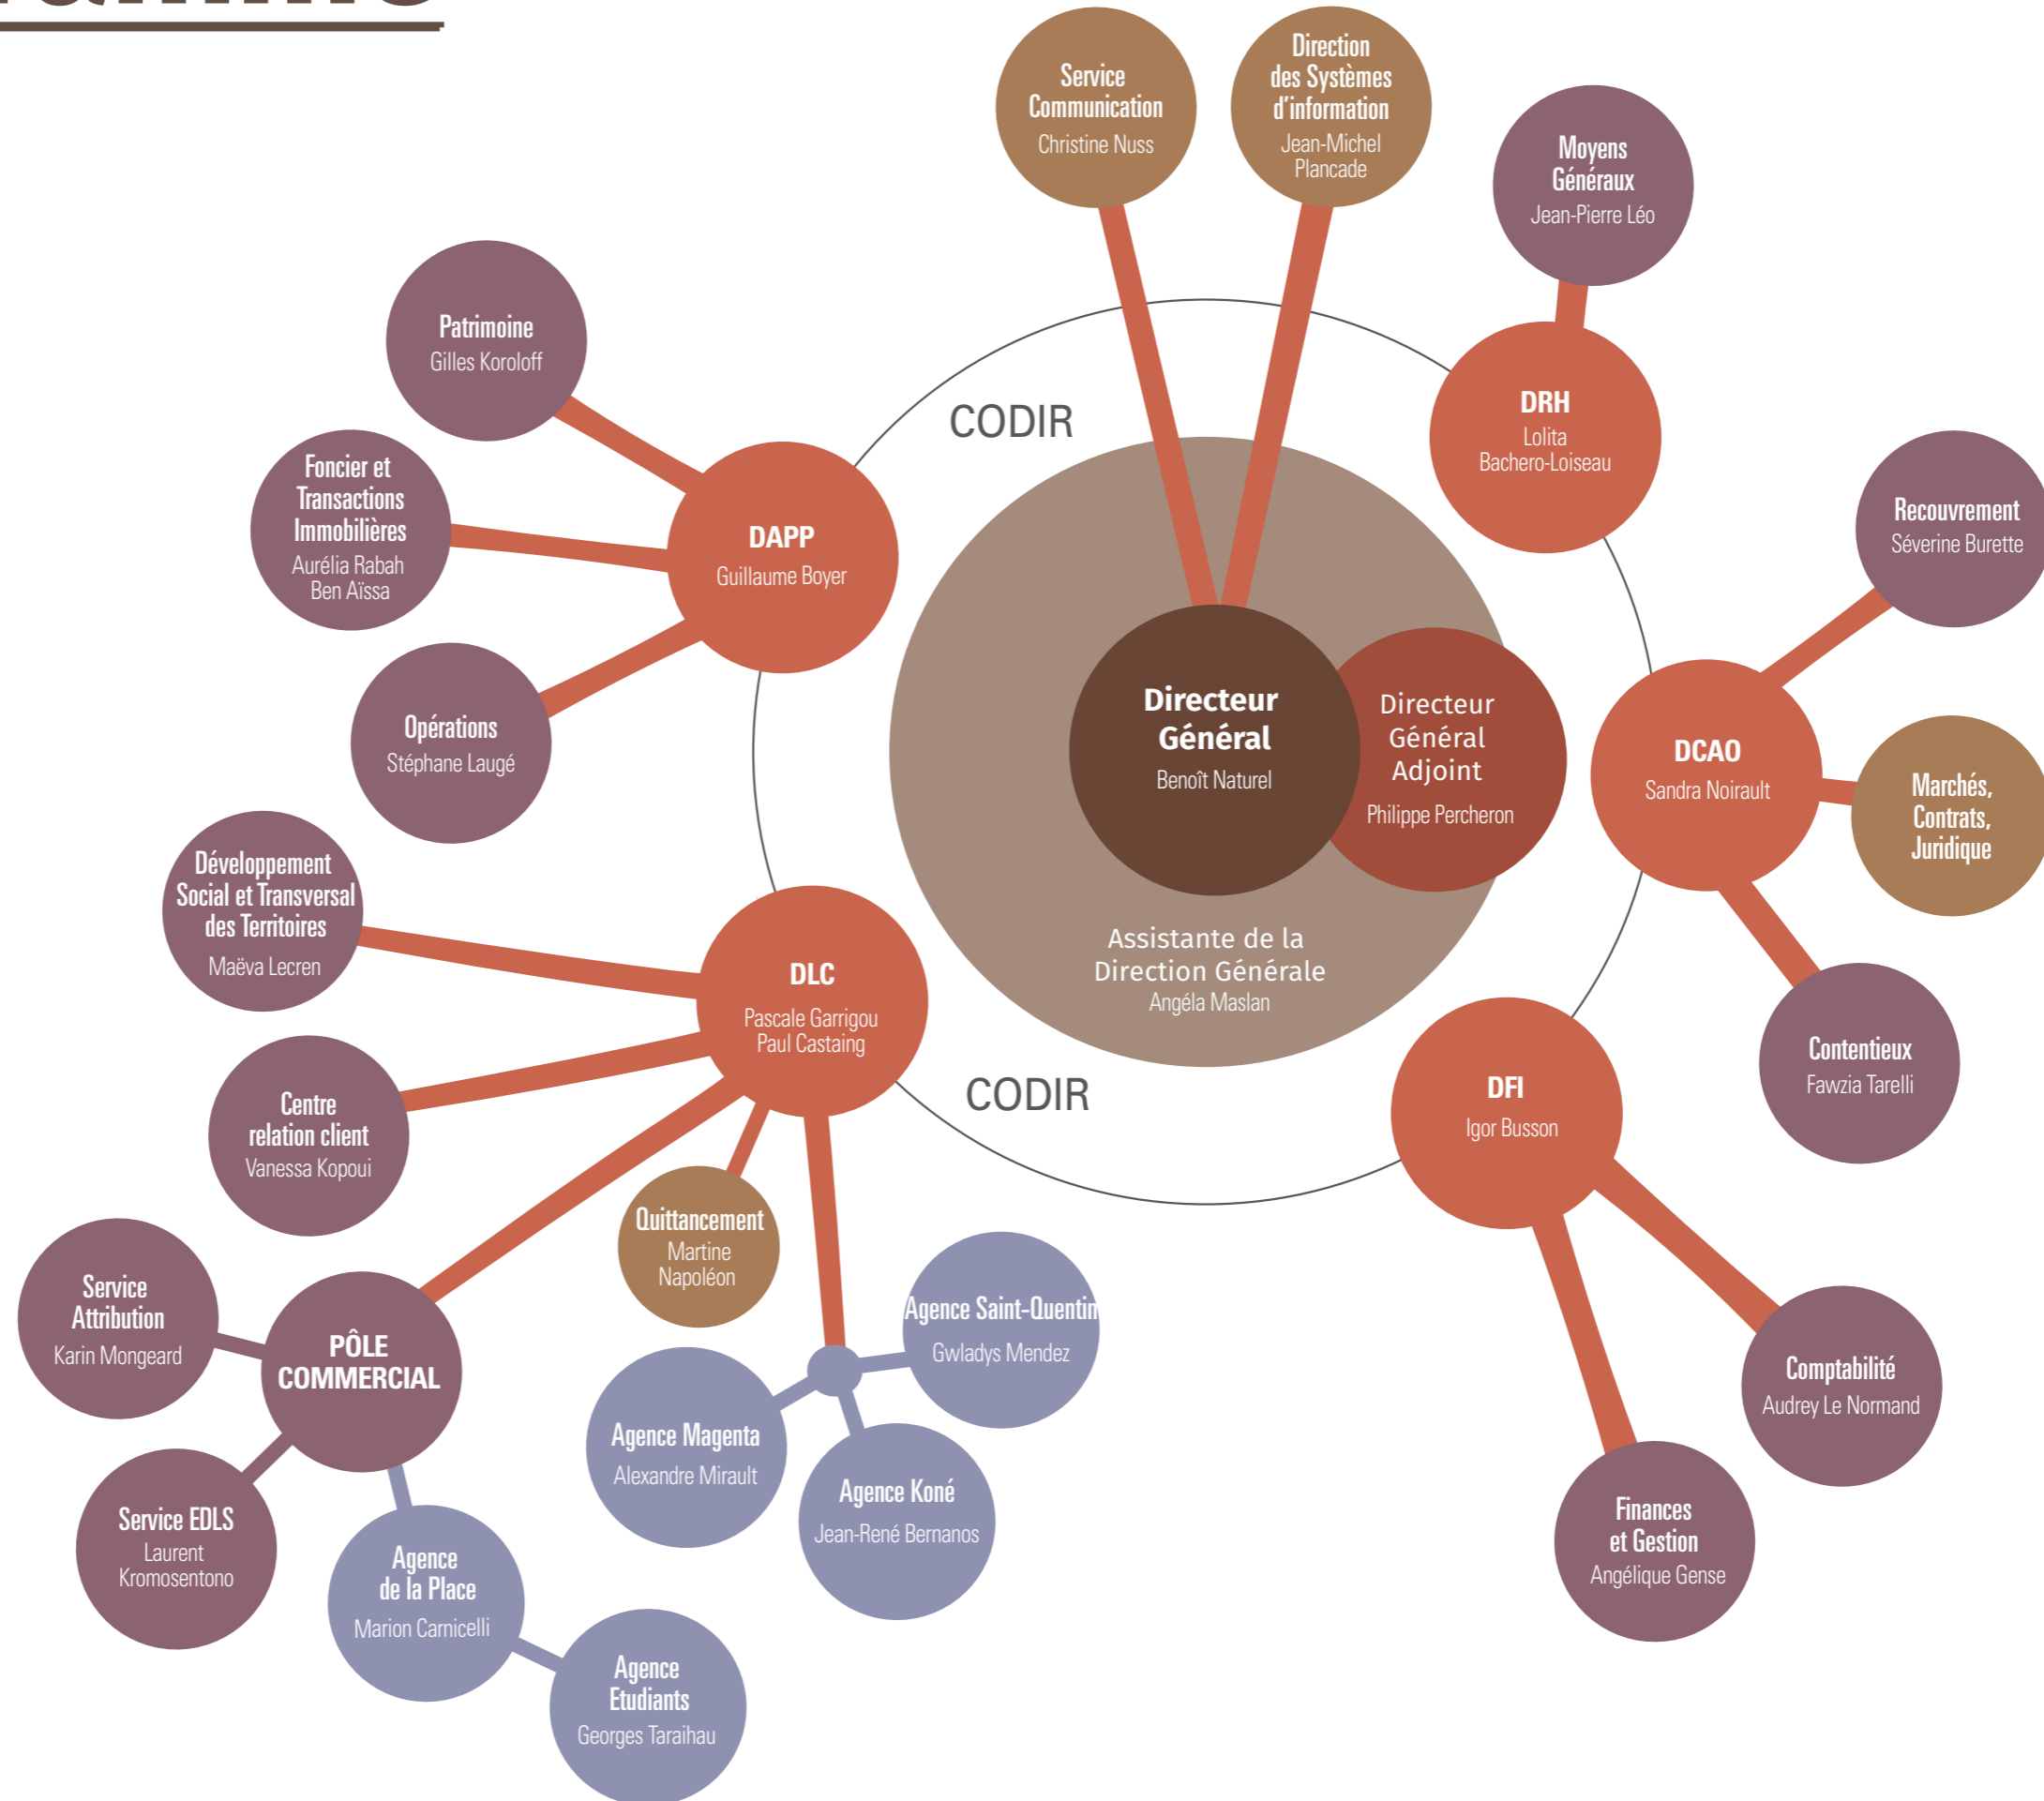 Service
Communication
Christine Nuss
Direction
des Systèmes
d'information
Jean-Michel
Plancade
Moyens
Généraux
Jean-Pierre Léo
Patrimoine
Gilles Koroloff
CODIR
DRH
Lolita
Bachero-Loiseau
Foncier et
Transactions
Immobilières
Aurélia Rabah
Ben Aïssa
DAPP
Guillaume Boyer
Recouvrement
Séverine Burette
Opérations
Stéphane Laugé
Directeur
Général
Benoît Naturel
Directeur
Général
Adjoint
Philippe Percheron
DCAO
Sandra Noirault
Marchés,
Contrats,
Juridique
Développement
Social et Transversal
des Territoires
Maëva Lecren
Assistante de la
Direction Générale
Angéla Maslan
DLC
Pascale Garrigou
Paul Castaing
Contentieux
Fawzia Tarelli
CODIR
DFI
Igor Busson
Centre
relation client
Vanessa Kopoui
Quittancement
Martine
Napoléon
Service
Attribution
Karin Mongeard
PÔLE
COMMERCIAL
Agence Saint-Quentin
Gwladys Mendez
Comptabilité
Audrey Le Normand
Agence Magenta
Alexandre Mirault
Agence Koné
Jean-René Bernanos
Service EDLS
Laurent
Kromosentono
Finances
et Gestion
Angélique Gense
Agence
de la Place
Marion Carnicelli
Agence
Etudiants
Georges Taraihau